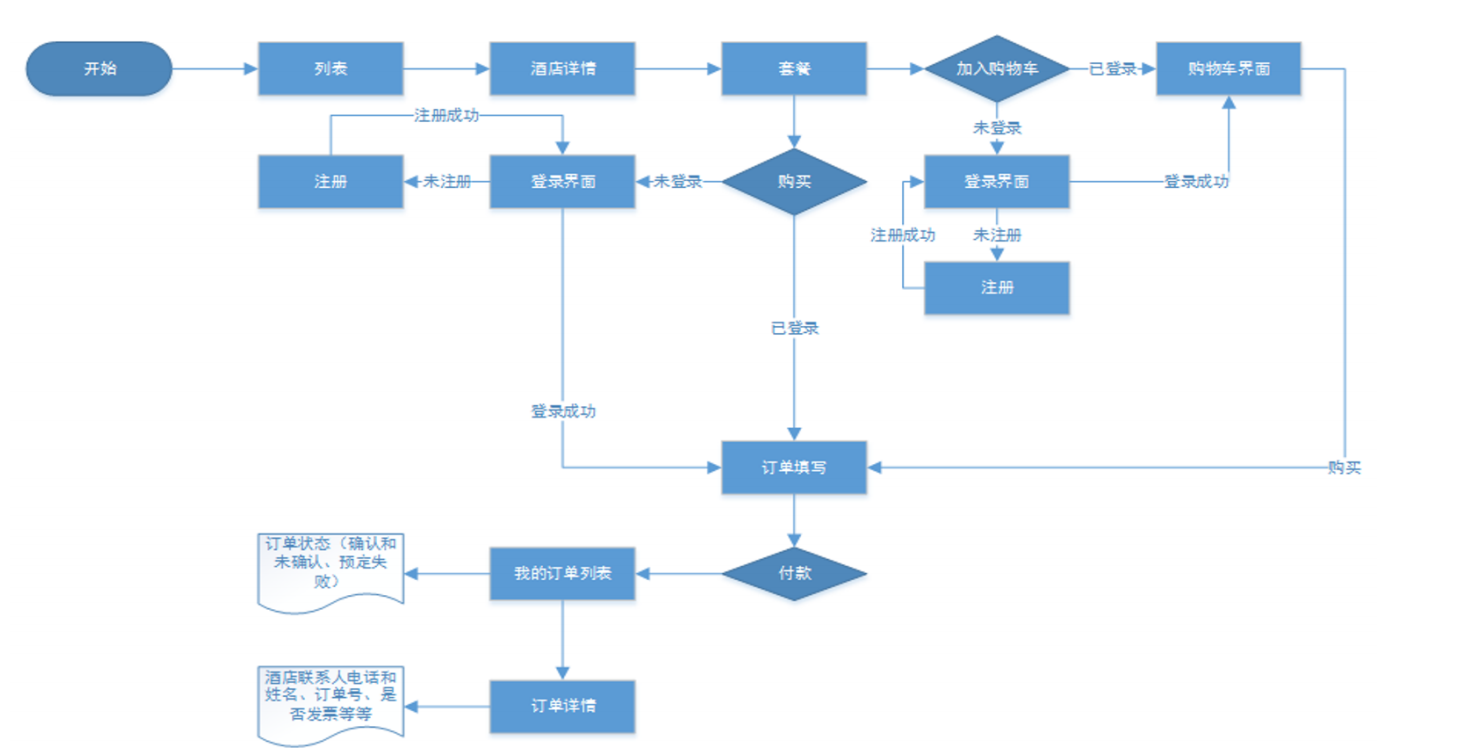 开始
列表
酒店详情
套餐
加入购物车
已登录
购物车界面
注册成功
未登录
注册
未注册
登录界面
未登录
购买
登录界面
登录成功
注册成功
未注册
注册
已登录
登录成功
订单填写
购买
订单状态（确认和
未确认、预定失
败）
我的订单列表
付款
酒店联系人电话和
姓名、订单号、是
否发票等等
订单详情